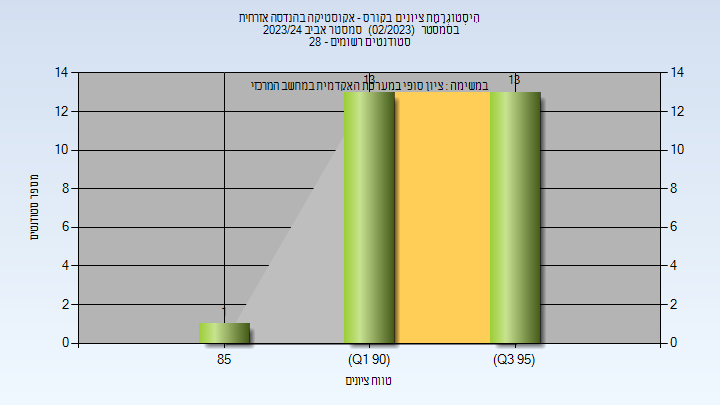 היסטוגרמת ציונים בקורס - אקוסטיקה בהנדסה אזרחית
בסמסטר (02/2023) סמסטר אביב 2023/24
סטודנטים רשומים - 28
במשימה : ציון סופי במערכת האקדמית במחשב המרכזי
14
12
10
8
6
4
2
0
14
12
10
8
6
4
2
0
1
13
13
מספר סטודנטים
85
(Q1 90)
(Q3 95)
טווח ציונים